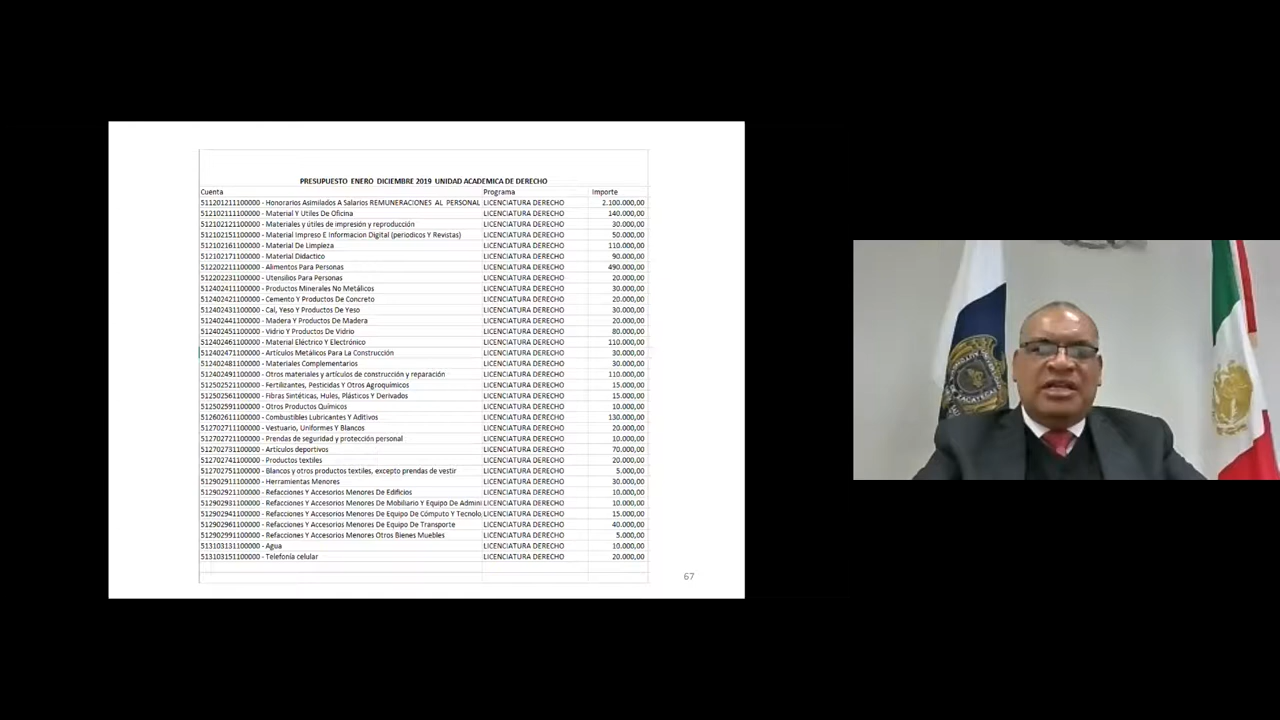 PRESUPUESTO ENERO DICIEMBRE 2019 UNIDAD ACADEMICA DE DERECHO
Cuenta Programa Importe
511201211100000 - Honorarios Asimilados A Salarios REMUNERACIONES AL PERSONAL LICENCIATURA DERECHO 2.100.000,00
512102111100000 - Material Y Utiles De Oficina LICENCIATURA DERECHO 140.000,00
512102121100000 - Materiales y útiles de impresión y reproducción LICENCIATURA DERECHO 30.000,00
512102151100000 - Material Impreso E Informacion Digital (periodicos Y Revistas) LICENCIATURA DERECHO 50.000,00
512102161100000 - Material De Limpieza LICENCIATURA DERECHO 110.000,00
512102171100000 - Material Didactico LICENCIATURA DERECHO 90.000,00
512202211100000 - Alimentos Para Personas LICENCIATURA DERECHO 490.000,00
512202231100000 - Utensilios Para Personas LICENCIATURA DERECHO 20.000,00
512402411100000 - Productos Minerales No Metálicos LICENCIATURA DERECHO 30.000,00
512402421100000 - Cemento Y Productos De Concreto LICENCIATURA DERECHO 20.000,00
512402431100000 - Cal, Yeso Y Productos De Yeso LICENCIATURA DERECHO 30.000,00
512402441100000 - Madera Y Productos De Madera LICENCIATURA DERECHO 20.000,00
512402451100000 - Vidrio Y Productos De Vidrio LICENCIATURA DERECHO 80.000,00
512402461100000 - Material Eléctrico Y Electrónico LICENCIATURA DERECHO 110.000,00
512402471100000 - Artículos Metálicos Para La Construcción LICENCIATURA DERECHO 30.000,00
512402481100000 - Materiales Complementarios LICENCIATURA DERECHO 30.000,00
512402491100000 - Otros materiales y artículos de construcción y reparación LICENCIATURA DERECHO 110.000,00
512502521100000 - Fertilizantes, Pesticidas Y Otros Agroquímicos LICENCIATURA DERECHO 15.000,00
512502561100000 - Fibras Sintéticas, Hules, Plásticos Y Derivados LICENCIATURA DERECHO 15.000,00
512502591100000 - Otros Productos Químicos LICENCIATURA DERECHO 10.000,00
512602611100000 - Combustibles Lubricantes Y Aditivos LICENCIATURA DERECHO 130.000,00
512702711100000 - Vestuario, Uniformes Y Blancos LICENCIATURA DERECHO 20.000,00
512702721100000 - Prendas de seguridad y protección personal LICENCIATURA DERECHO 10.000,00
512702731100000 - Artículos deportivos LICENCIATURA DERECHO 70.000,00
512702741100000 - Productos textiles LICENCIATURA DERECHO 20.000,00
512702751100000 - Blancos y otros productos textiles, excepto prendas de vestir LICENCIATURA DERECHO 5.000,00
512902911100000 - Herramientas Menores LICENCIATURA DERECHO 30.000,00
512902921100000 - Refacciones Y Accesorios Menores De Edificios LICENCIATURA DERECHO 10.000,00
512902931100000 - Refacciones Y Accesorios Menores De Mobiliario Y Equipo De Admini LICENCIATURA DERECHO 10.000,00
512902941100000 - Refacciones Y Accesorios Menores De Equipo De Cómputo Y Tecnolo LICENCIATURA DERECHO 15.000,00
512902961100000 - Refacciones Y Accesorios Menores De Equipo De Transporte LICENCIATURA DERECHO 40.000,00
512902991100000 - Refacciones Y Accesorios Menores Otros Bienes Muebles LICENCIATURA DERECHO 5.000,00
513103131100000 - Agua LICENCIATURA DERECHO 10.000,00
513103151100000 - Telefonía celular LICENCIATURA DERECHO 20.000,00
67